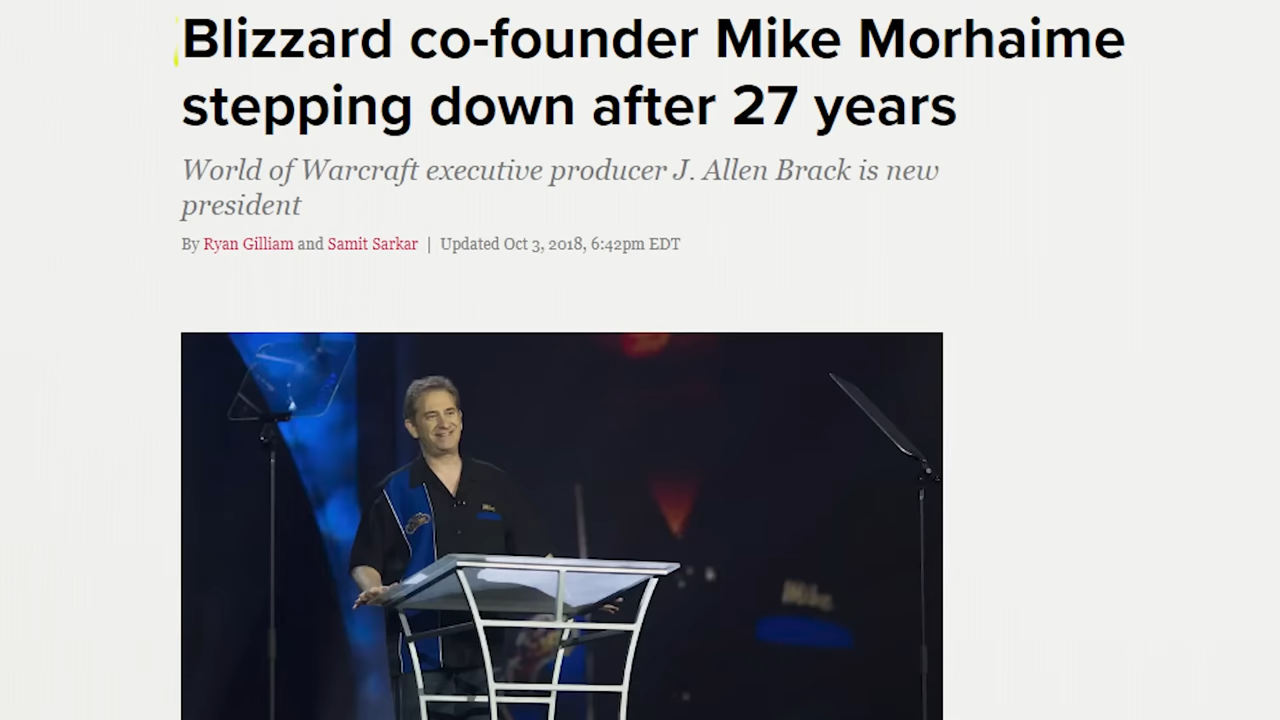 Blizzard co-founder Mike Morhaime
stepping down after 27 years
World of Warcraft executive producer J. Allen Brack is new
president
By Ryan Gilliam and Samit Sarkar | Updated Oct 3, 2018, 6:42pm EDT
Mike